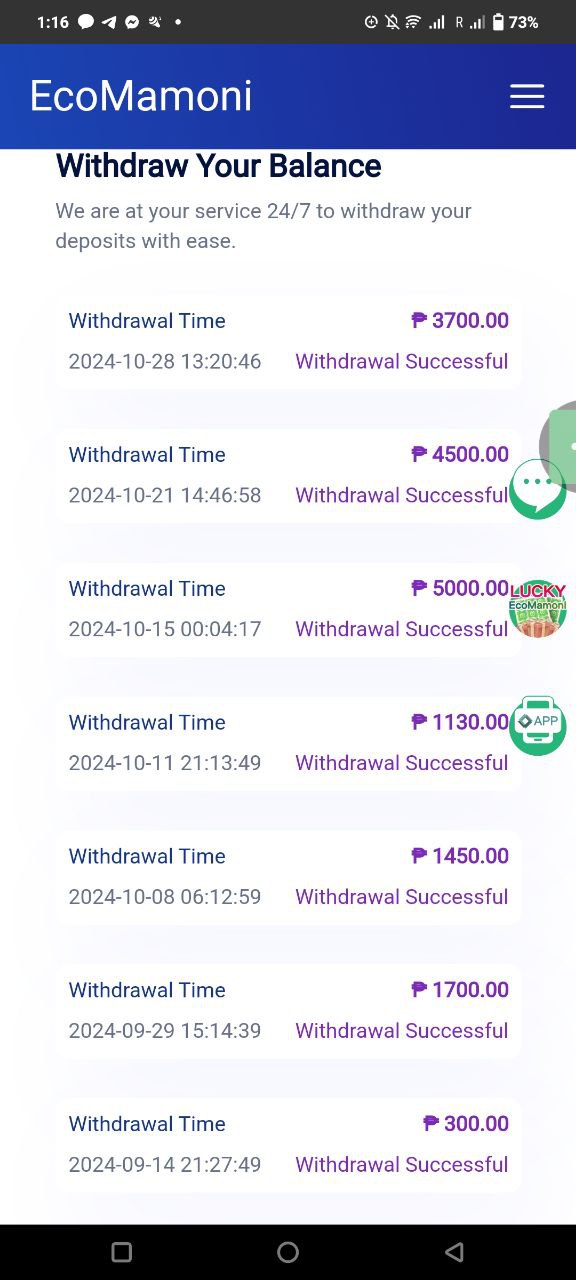 1:16
R
73%
EcoMamoni
Withdraw Your Balance
We are at your service 24/7 to withdraw your
deposits with ease.
Withdrawal Time ₱ 3700.00
2024-10-28 13:20:46 Withdrawal Successful
Withdrawal Time ₱ 4500.00
2024-10-21 14:46:58 Withdrawal Successful
Withdrawal Time ₱ 5000.00
2024-10-15 00:04:17 Withdrawal Successful
LUCKY
EcoMamoni
Withdrawal Time ₱ 1130.00
2024-10-11 21:13:49 Withdrawal Successful
APP
Withdrawal Time ₱ 1450.00
2024-10-08 06:12:59 Withdrawal Successful
Withdrawal Time ₱ 1700.00
2024-09-29 15:14:39 Withdrawal Successful
Withdrawal Time ₱ 300.00
2024-09-14 21:27:49 Withdrawal Successful